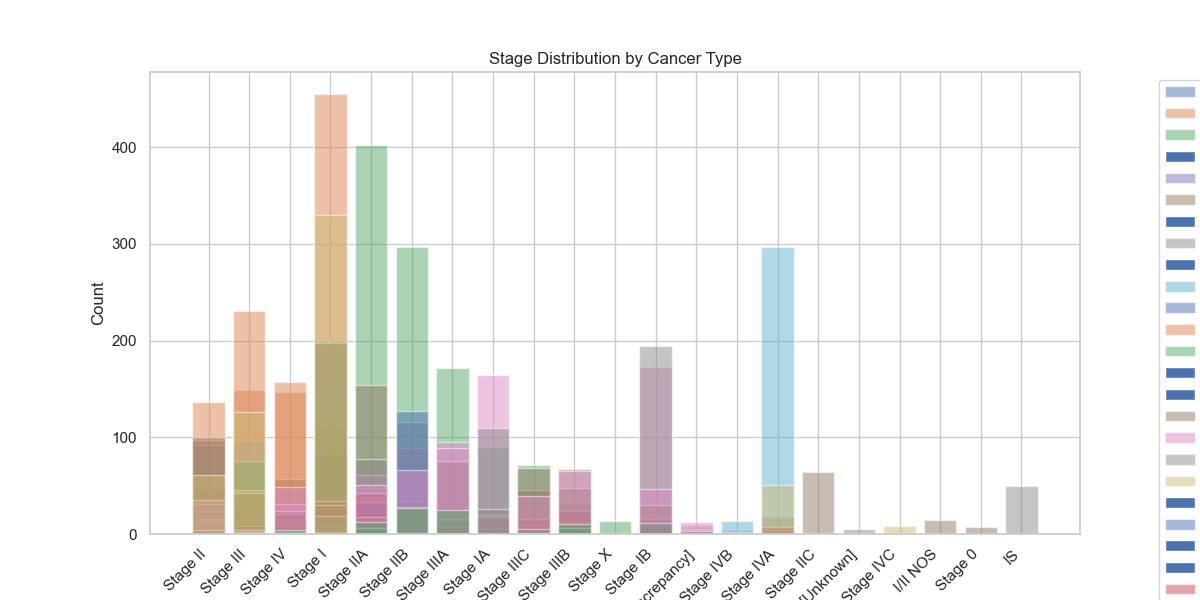 Stage Distribution by Cancer Type
Count
400
300
200
100
0
Stage II
Stage III
Stage IV
Stage I
Stage IIA
Stage IIB
Stage IIIA
Stage IA
Stage IIIC
Stage IIIB
Stage X
Stage IB
crepancy]
Stage IVB
Stage IVA
Stage IIC
Unknown]
Stage IVC
I/II NOS
Stage 0
IS